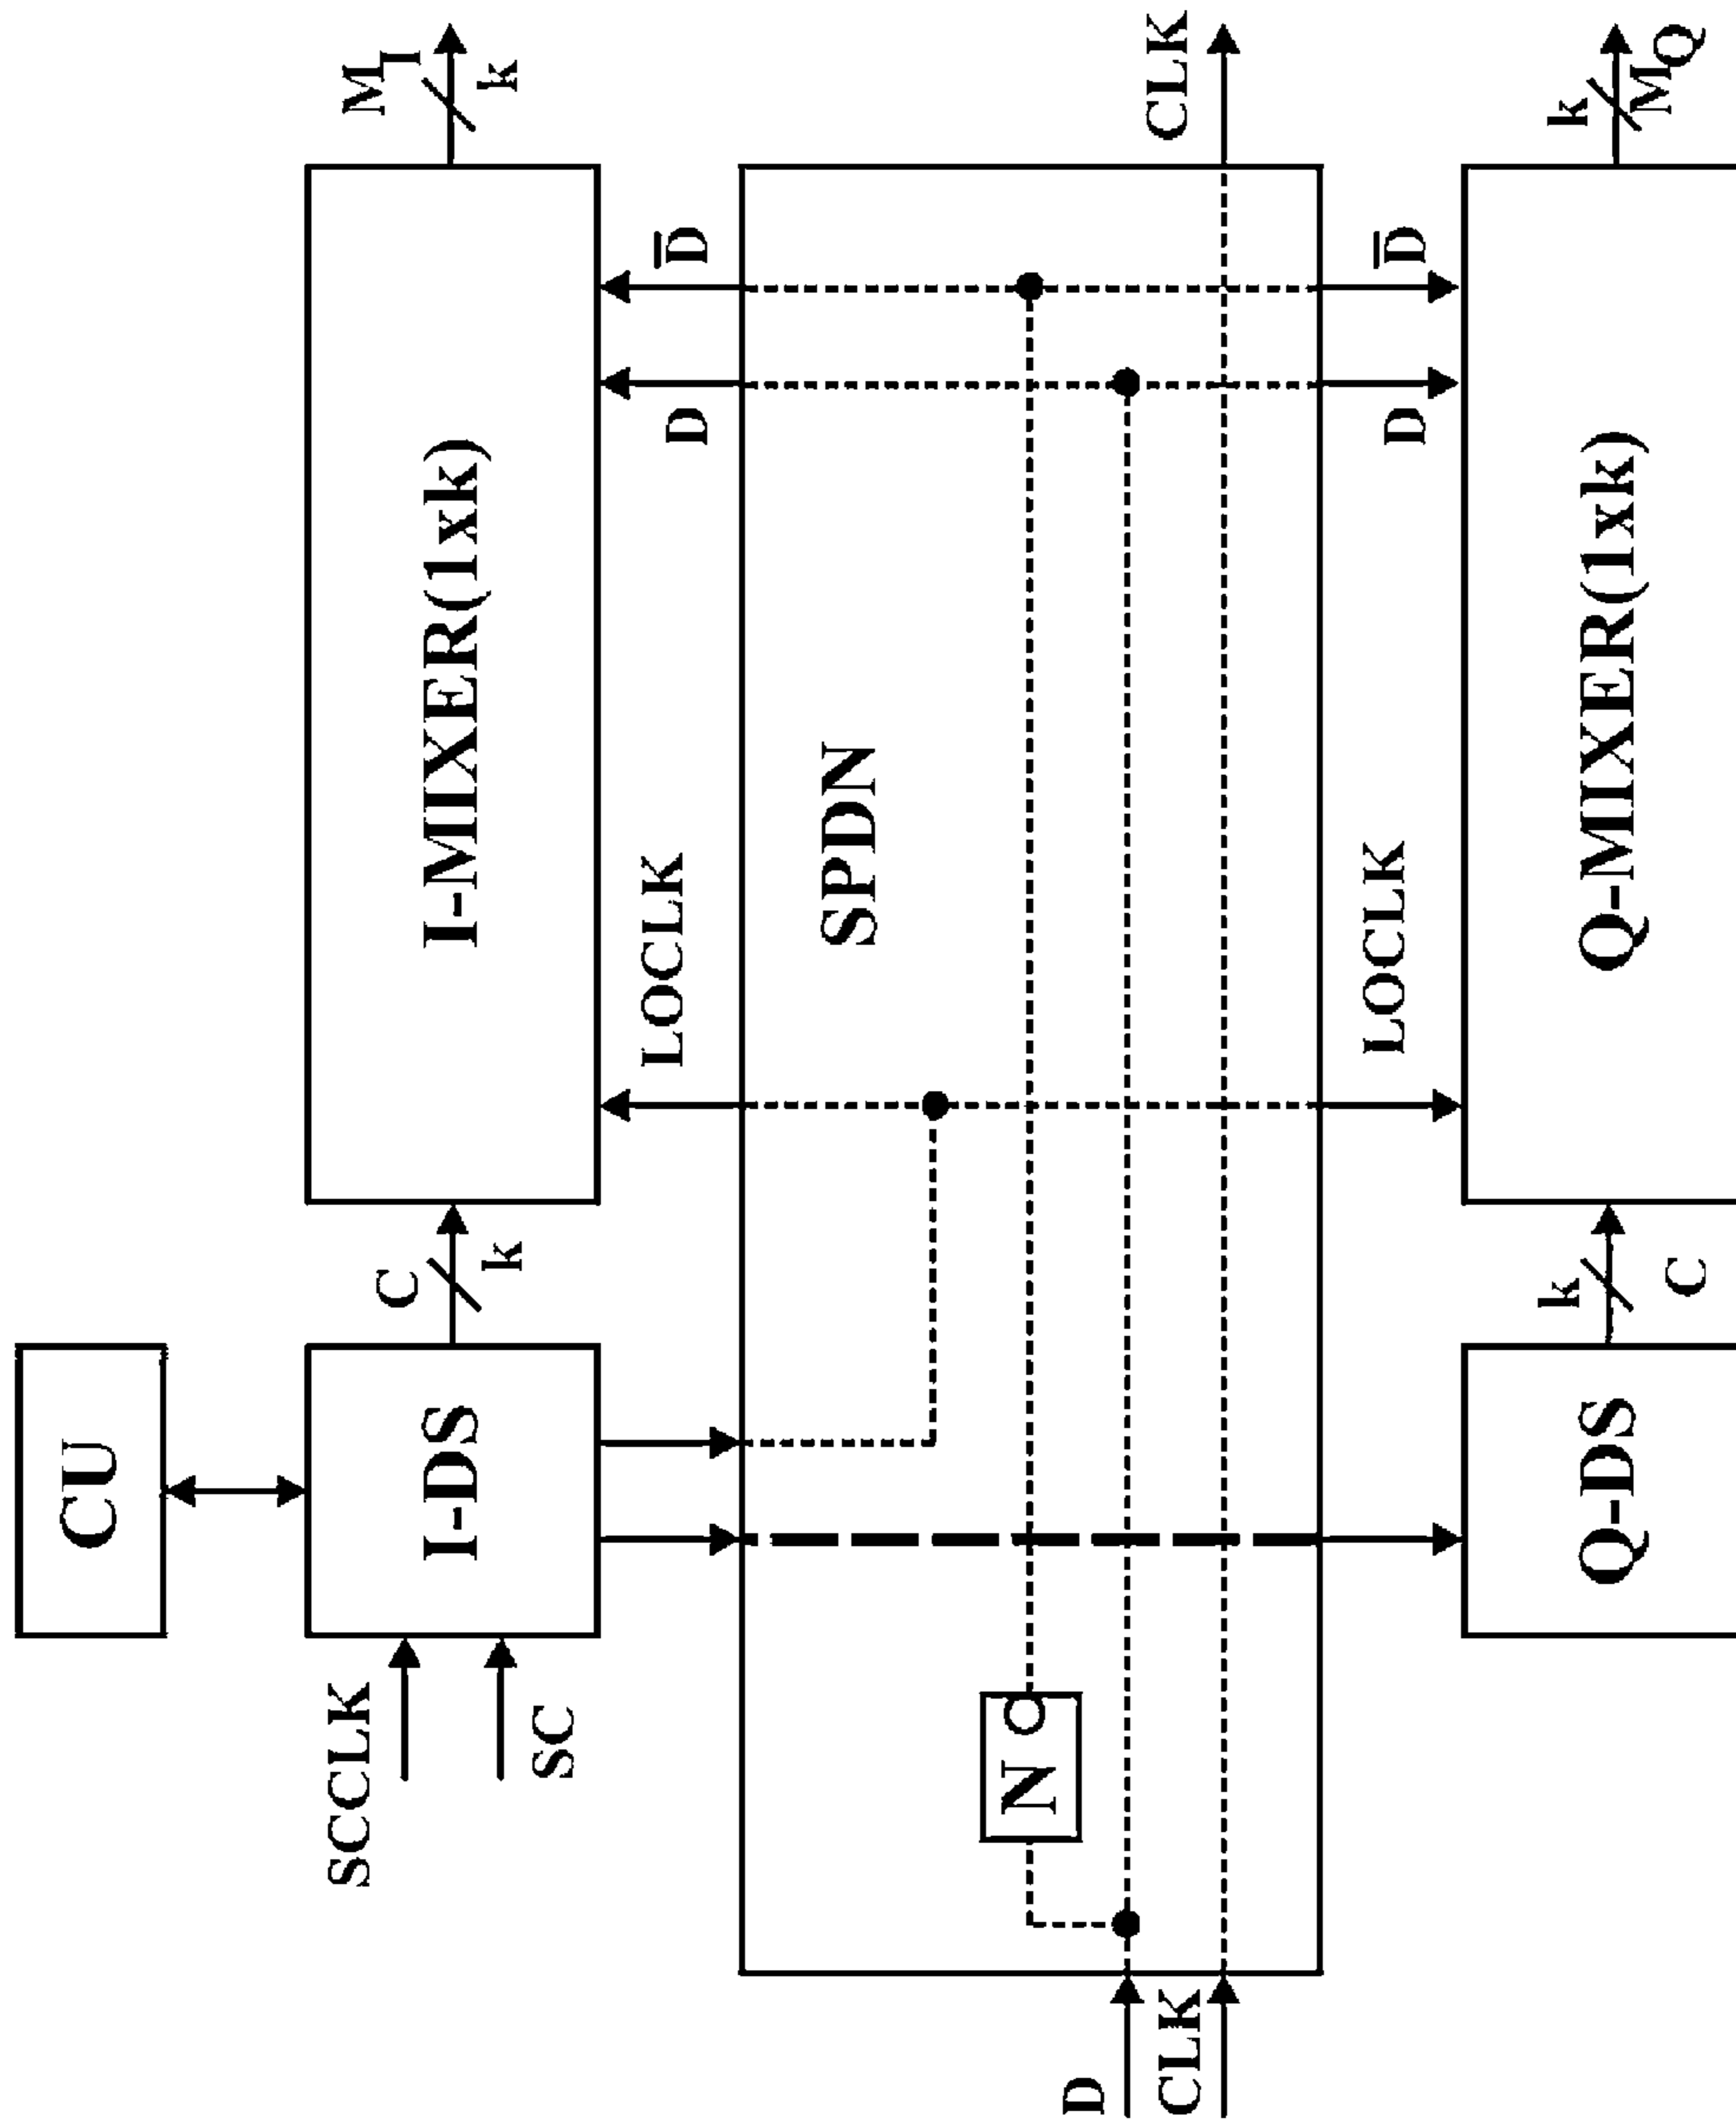 CU
SCCLK
SC
I-DS
C
k
I-MIXER(1xk)
M_I
k
LOCLK
D
D̅
D
CLK
N
SPDN
CLK
LOCLK
D
D̅
Q-DS
k
C
Q-MIXER(1xk)
k
M_Q